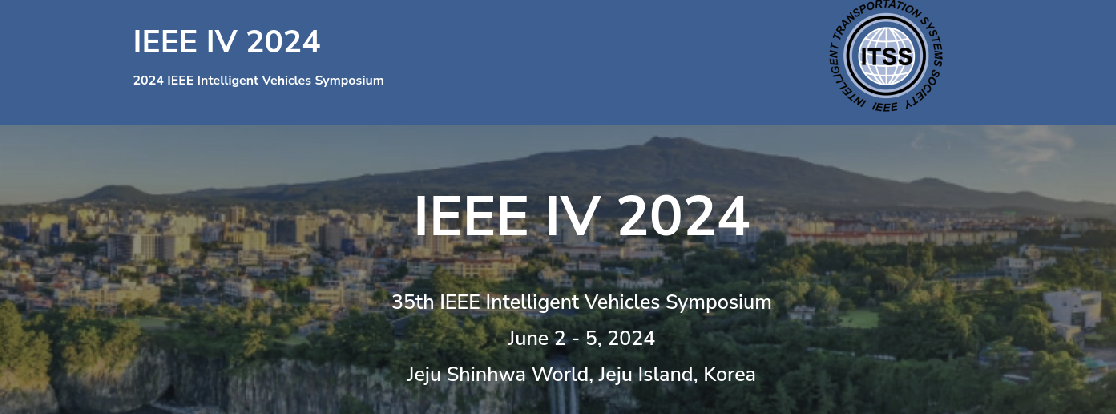 IEEE IV 2024
2024 IEEE Intelligent Vehicles Symposium
INTELLIGENT TRANSPORTATION SYSTEMS SOCIETY
ITSS
IEEE
IEEE IV 2024
35th IEEE Intelligent Vehicles Symposium
June 2 - 5, 2024
Jeju Shinhwa World, Jeju Island, Korea